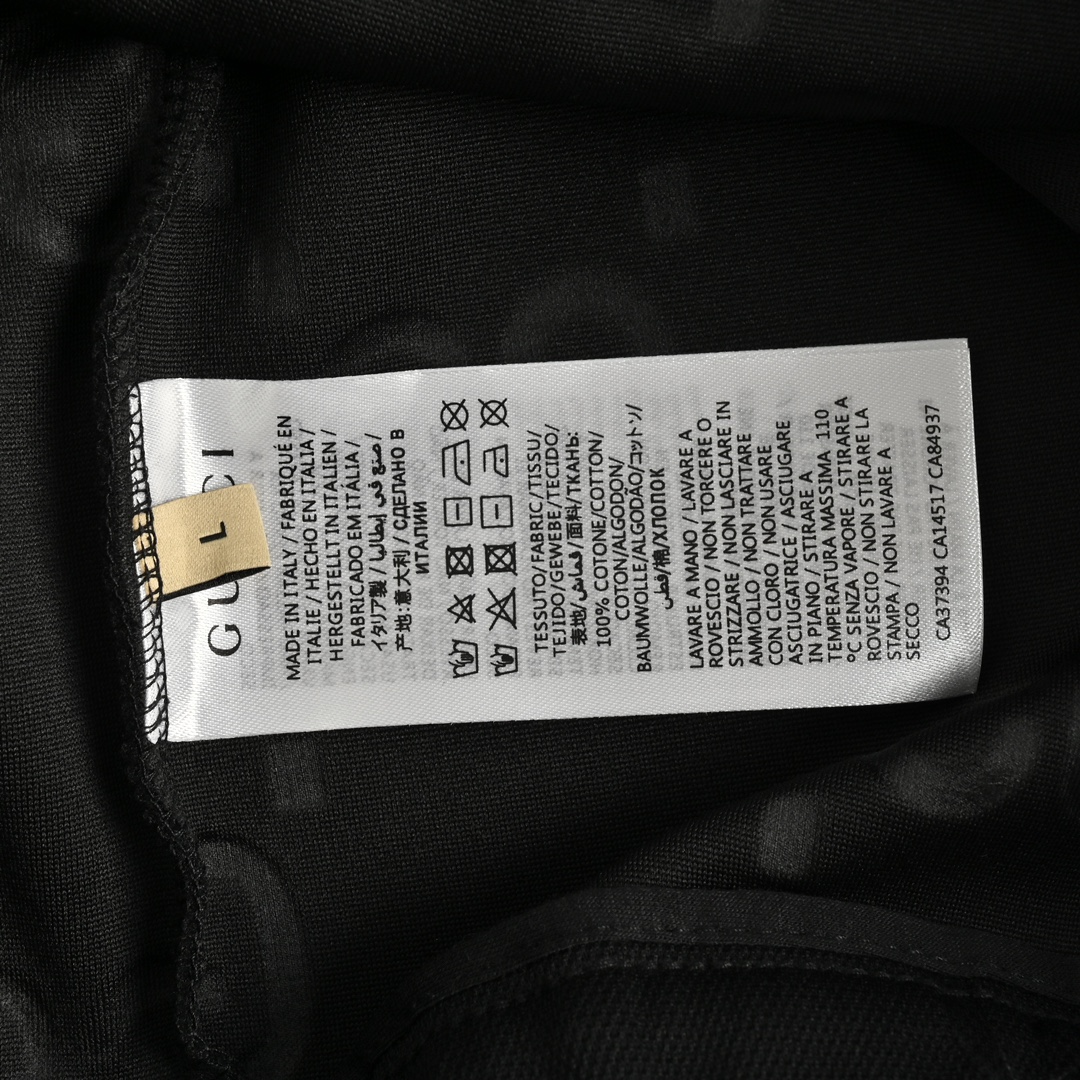 GUCCI
L
MADE IN ITALY / FABRIQUÉ EN
ITALIE / HECHO EN ITALIA /
HERGESTELLT IN ITALIEN /
FABRICADO EM ITÁLIA /
イタリア製 / صنع في إيطاليا /
产地:意大利 / СДЕЛАНО В
ИТАЛИИ
TESSUTO/FABRIC/TISSU/
TEJIDO/GEWEBE/TECIDO/
表地/قماش/面料/ТКАНЬ:
100% COTONE/COTTON/
COTON/ALGODON/
BAUMWOLLE/ALGODÃO/コットン/
قطن/棉/ХЛОПОК
LAVARE A MANO / LAVARE A
ROVESCIO / NON TORCERE O
STRIZZARE / NON LASCIARE IN
AMMOLLO / NON TRATTARE
CON CLORO / NON USARE
ASCIUGATRICE / ASCIUGARE
IN PIANO / STIRARE A
TEMPERATURA MASSIMA 110
°C SENZA VAPORE / STIRARE A
ROVESCIO / NON STIRARE LA
STAMPA / NON LAVARE A
SECCO
CA37394 CA14517 CA84937